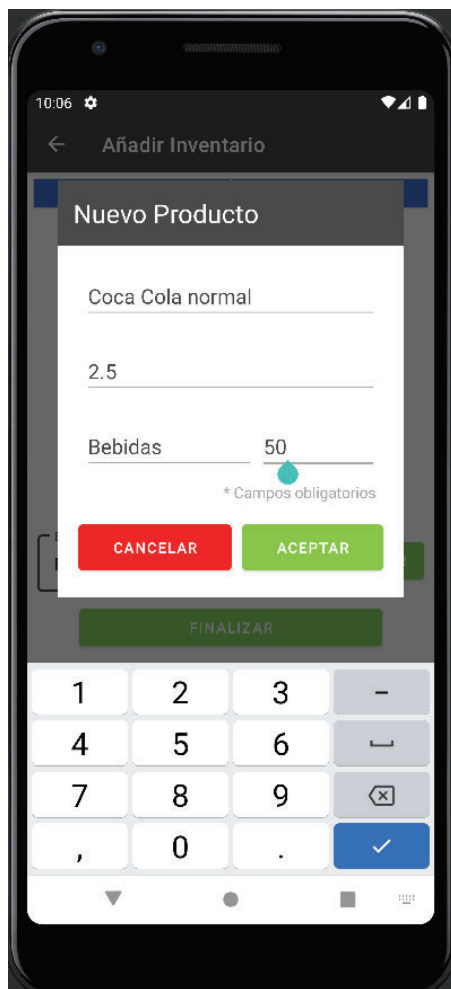 10:06
Añadir Inventario
Nuevo Producto
Coca Cola normal
2.5
Bebidas 50
* Campos obligatorios
CANCELAR ACEPTAR
FINALIZAR
1 2 3 -
4 5 6
7 8 9
, 0 .